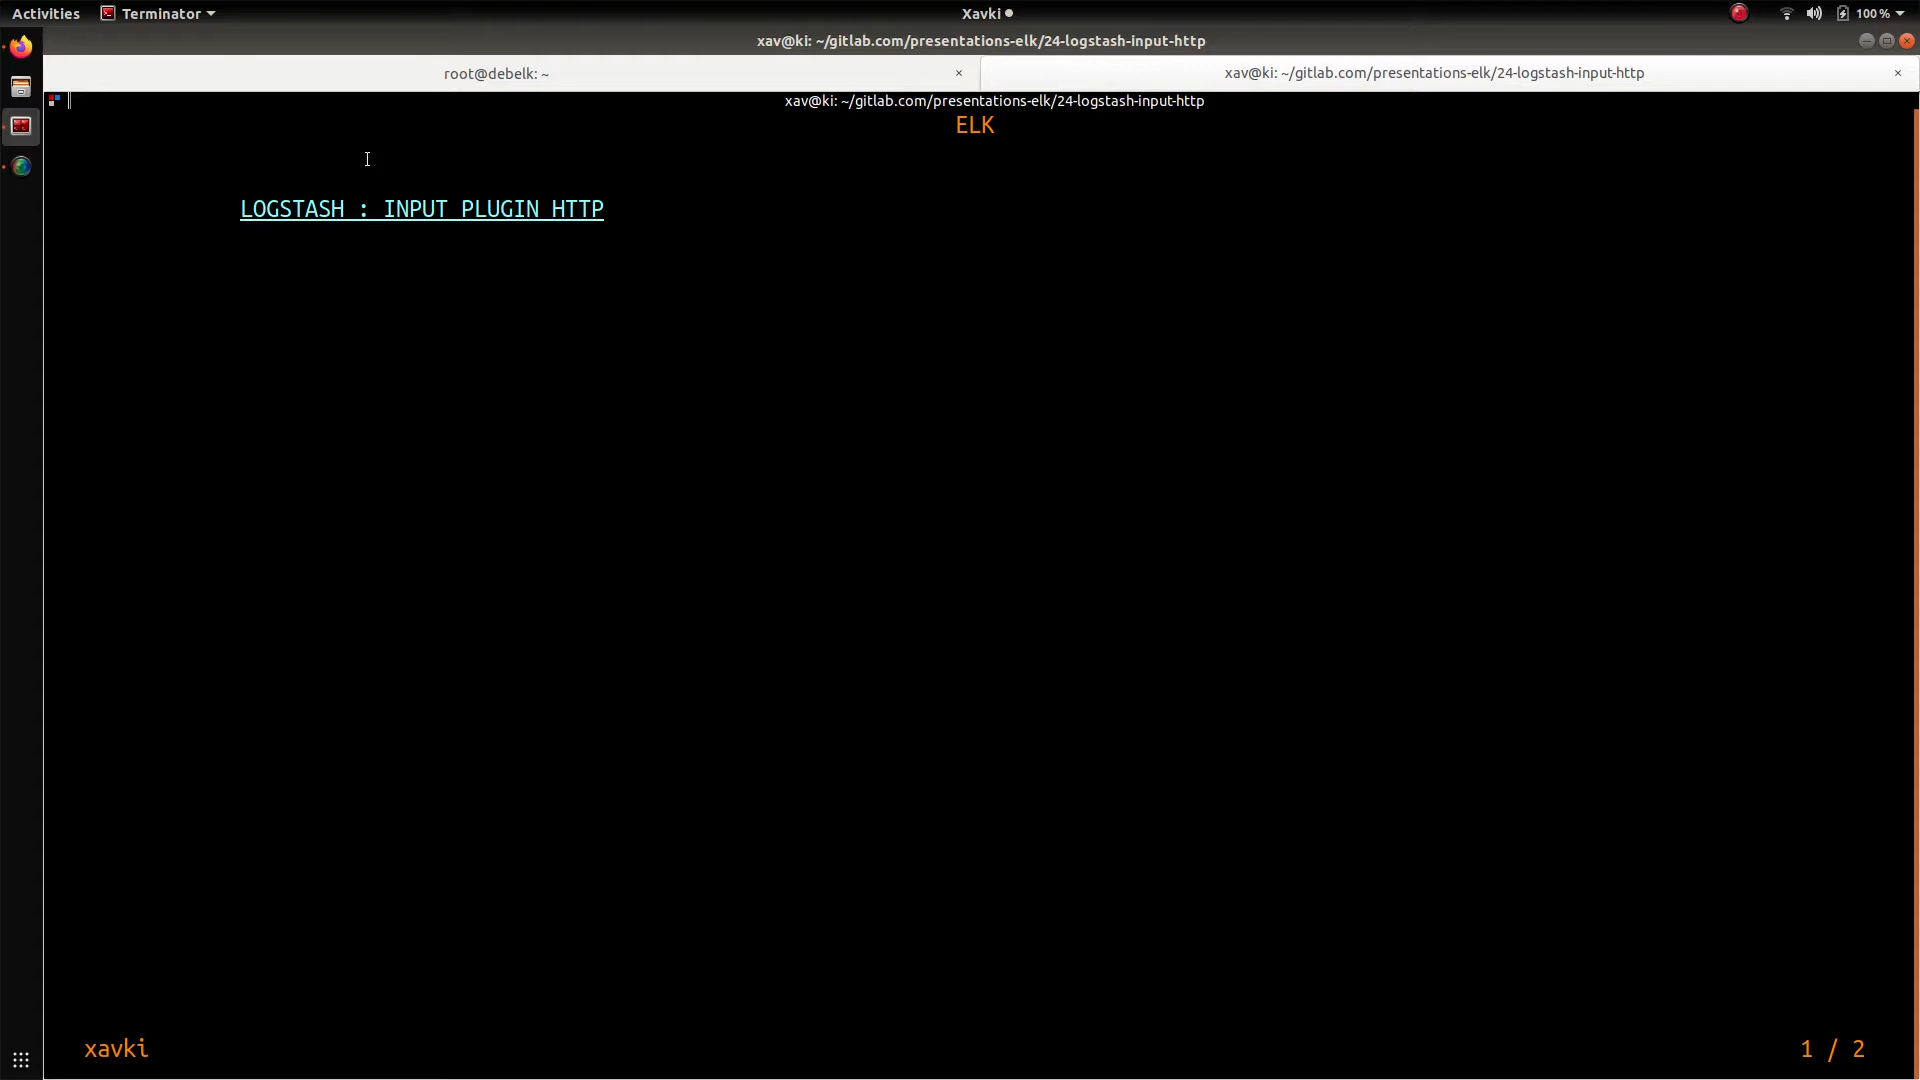 Activities Terminator Xavki 100 %
xav@ki: ~/gitlab.com/presentations-elk/24-logstash-input-http
root@debelk: ~ × xav@ki: ~/gitlab.com/presentations-elk/24-logstash-input-http ×
xav@ki: ~/gitlab.com/presentations-elk/24-logstash-input-http
ELK
LOGSTASH : INPUT PLUGIN HTTP
xavki 1 / 2